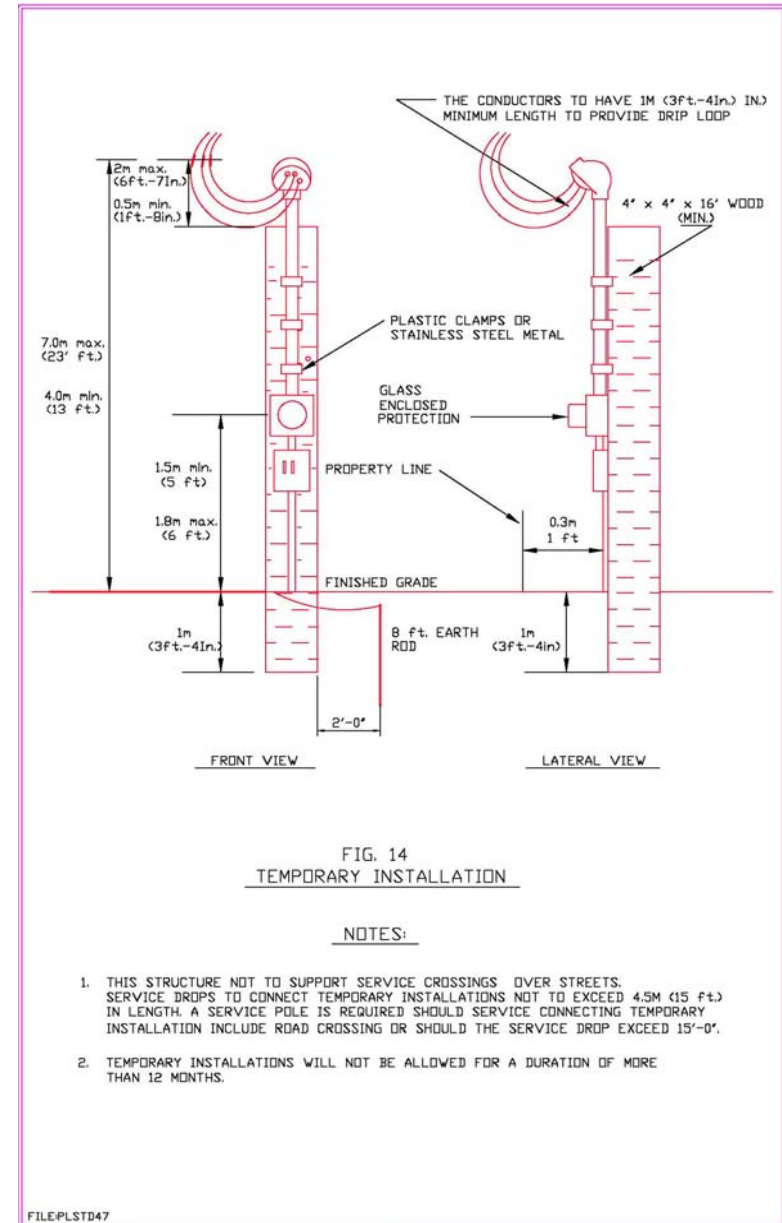 THE CONDUCTORS TO HAVE 1M (3ft.-4In.) IN.)
MINIMUM LENGTH TO PROVIDE DRIP LOOP
2m max.
(6ft.-7In.)
0.5m min.
(1ft.-8in.)
4" x 4" x 16' WOOD
(MIN.)
PLASTIC CLAMPS OR
STAINLESS STEEL METAL
7.0m max.
(23' ft.)
4.0m min.
(13 ft.)
GLASS
ENCLOSED
PROTECTION
1.5m min.
(5 ft)
1.8m max.
(6 ft.)
PROPERTY LINE
0.3m
1 ft
FINISHED GRADE
1m
(3ft.-4In.)
8 ft. EARTH
ROD
1m
(3ft.-4in)
2'-0"
FRONT VIEW
LATERAL VIEW
FIG. 14
TEMPORARY INSTALLATION
NOTES:
1. THIS STRUCTURE NOT TO SUPPORT SERVICE CROSSINGS OVER STREETS.
SERVICE DROPS TO CONNECT TEMPORARY INSTALLATIONS NOT TO EXCEED 4.5M (15 ft.)
IN LENGTH. A SERVICE POLE IS REQUIRED SHOULD SERVICE CONNECTING TEMPORARY
INSTALLATION INCLUDE ROAD CROSSING OR SHOULD THE SERVICE DROP EXCEED 15'-0".
2. TEMPORARY INSTALLATIONS WILL NOT BE ALLOWED FOR A DURATION OF MORE
THAN 12 MONTHS.
FILE:PLSTD47